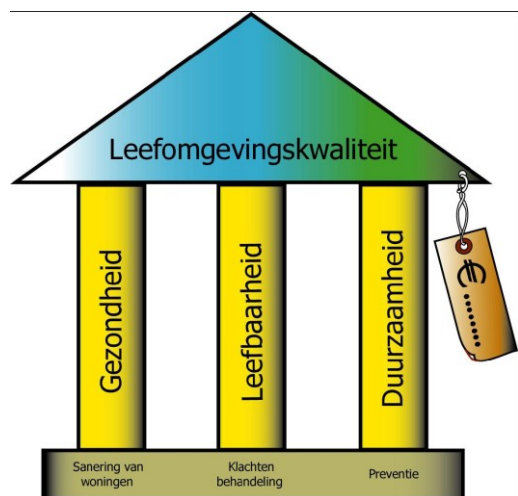 Leefomgevingskwaliteit
Gezondheid
Leefbaarheid
Duurzaamheid
€ ........
Sanering van
woningen
Klachten
behandeling
Preventie